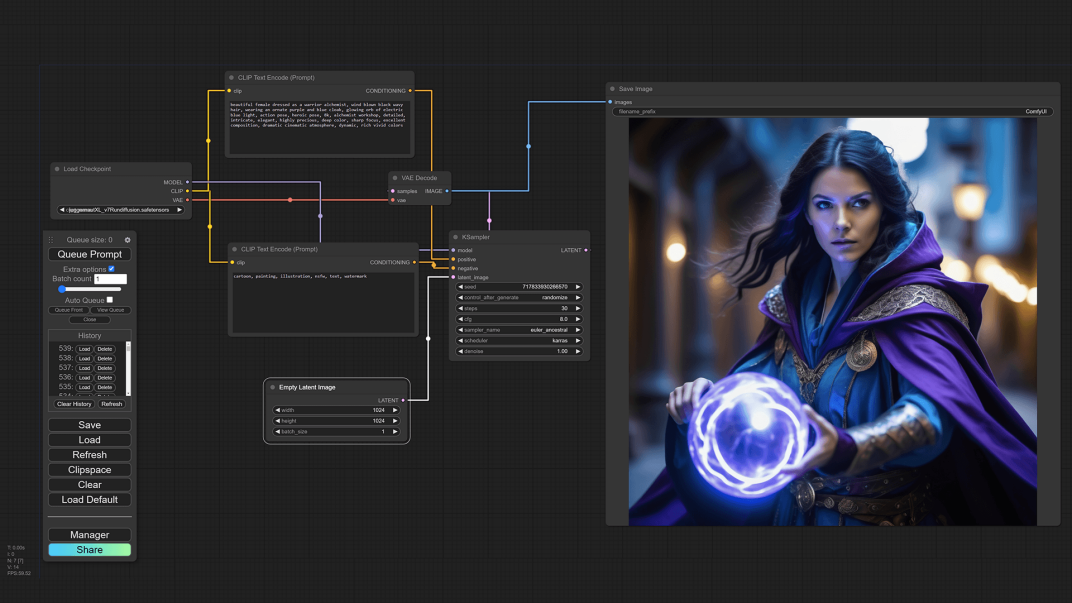 CLIP Text Encode (Prompt)
clip
CONDITIONING
beautiful female dressed as a warrior alchemist, wind blown black wavy
hair, wearing an ornate purple and blue cloak, glowing orb of electric
blue light, action pose, heroic pose, 8k, alchemist workshop, detailed,
intricate, elegant, highly precious, deep color, sharp focus, excellent
composition, dramatic cinematic atmosphere, dynamic, rich vivid colors
Load Checkpoint
MODEL
CLIP
VAE
juggernautXL_v7Rundiffusion.safetensors
VAE Decode
samples
IMAGE
vae
Save Image
images
filename_prefix
ComfyUI
Queue size: 0
Queue Prompt
Extra options
Batch count 1
Auto Queue
Queue Front
View Queue
Close
History
539: Load Delete
538: Load Delete
537: Load Delete
536: Load Delete
535: Load Delete
Clear History
Refresh
Save
Load
Refresh
Clipspace
Clear
Load Default
Manager
Share
CLIP Text Encode (Prompt)
clip
CONDITIONING
cartoon, painting, illustration, nsfw, text, watermark
KSampler
model
LATENT
positive
negative
latent_image
seed 717833930266570
control_after_generate randomize
steps 30
cfg 8.0
sampler_name euler_ancestral
scheduler karras
denoise 1.00
Empty Latent Image
LATENT
width 1024
height 1024
batch_size 1
T: 0.00s
I: 0
N: 7 [7]
V: 14
FPS:59.52